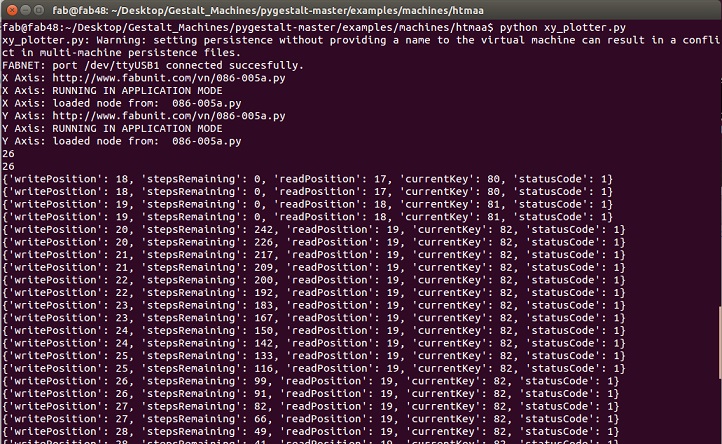 fab@fab48: ~/Desktop/Gestalt_Machines/pygestalt-master/examples/machines/htmaa
fab@fab48:~/Desktop/Gestalt_Machines/pygestalt-master/examples/machines/htmaa$ python xy_plotter.py
xy_plotter.py: Warning: setting persistence without providing a name to the virtual machine can result in a confli
ct in multi-machine persistence files.
FABNET: port /dev/ttyUSB1 connected succesfully.
X Axis: http://www.fabunit.com/vn/086-005a.py
X Axis: RUNNING IN APPLICATION MODE
X Axis: loaded node from:  086-005a.py
Y Axis: http://www.fabunit.com/vn/086-005a.py
Y Axis: RUNNING IN APPLICATION MODE
Y Axis: loaded node from:  086-005a.py
26
26
{'writePosition': 18, 'stepsRemaining': 0, 'readPosition': 17, 'currentKey': 80, 'statusCode': 1}
{'writePosition': 18, 'stepsRemaining': 0, 'readPosition': 17, 'currentKey': 80, 'statusCode': 1}
{'writePosition': 19, 'stepsRemaining': 0, 'readPosition': 18, 'currentKey': 81, 'statusCode': 1}
{'writePosition': 19, 'stepsRemaining': 0, 'readPosition': 18, 'currentKey': 81, 'statusCode': 1}
{'writePosition': 20, 'stepsRemaining': 242, 'readPosition': 19, 'currentKey': 82, 'statusCode': 1}
{'writePosition': 20, 'stepsRemaining': 226, 'readPosition': 19, 'currentKey': 82, 'statusCode': 1}
{'writePosition': 21, 'stepsRemaining': 217, 'readPosition': 19, 'currentKey': 82, 'statusCode': 1}
{'writePosition': 21, 'stepsRemaining': 209, 'readPosition': 19, 'currentKey': 82, 'statusCode': 1}
{'writePosition': 22, 'stepsRemaining': 200, 'readPosition': 19, 'currentKey': 82, 'statusCode': 1}
{'writePosition': 22, 'stepsRemaining': 192, 'readPosition': 19, 'currentKey': 82, 'statusCode': 1}
{'writePosition': 23, 'stepsRemaining': 183, 'readPosition': 19, 'currentKey': 82, 'statusCode': 1}
{'writePosition': 23, 'stepsRemaining': 167, 'readPosition': 19, 'currentKey': 82, 'statusCode': 1}
{'writePosition': 24, 'stepsRemaining': 150, 'readPosition': 19, 'currentKey': 82, 'statusCode': 1}
{'writePosition': 24, 'stepsRemaining': 142, 'readPosition': 19, 'currentKey': 82, 'statusCode': 1}
{'writePosition': 25, 'stepsRemaining': 133, 'readPosition': 19, 'currentKey': 82, 'statusCode': 1}
{'writePosition': 25, 'stepsRemaining': 116, 'readPosition': 19, 'currentKey': 82, 'statusCode': 1}
{'writePosition': 26, 'stepsRemaining': 99, 'readPosition': 19, 'currentKey': 82, 'statusCode': 1}
{'writePosition': 26, 'stepsRemaining': 91, 'readPosition': 19, 'currentKey': 82, 'statusCode': 1}
{'writePosition': 27, 'stepsRemaining': 82, 'readPosition': 19, 'currentKey': 82, 'statusCode': 1}
{'writePosition': 27, 'stepsRemaining': 66, 'readPosition': 19, 'currentKey': 82, 'statusCode': 1}
{'writePosition': 28, 'stepsRemaining': 49, 'readPosition': 19, 'currentKey': 82, 'statusCode': 1}
{'writePosition': 28, 'stepsRemaining': 41, 'readPosition': 19, 'currentKey': 82, 'statusCode': 1}